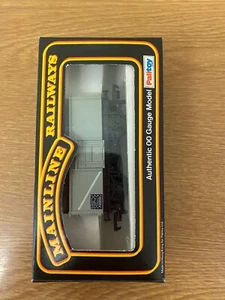 MAINLINE
RAILWAYS
Authentic OO Gauge Model
Palitoy